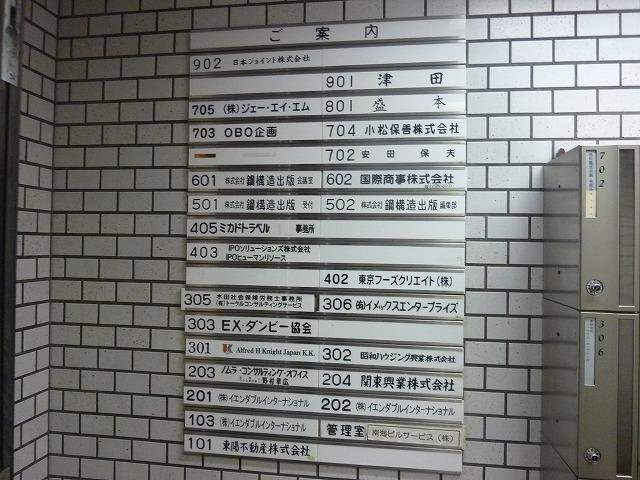 ご案内
902 日本ジョイント株式会社
901 津田
705 (株)ジェー・エイ・エム
801 盛本
703 OBO企画
704 小松保善株式会社
702 安田保夫
601 株式会社 鋼構造出版 会議室
602 国際商事株式会社
501 株式会社 鋼構造出版 受付
502 株式会社 鋼構造出版 編集部
405 ミカドトラベル 事務所
403 IPOソリューションズ株式会社
IPOヒューマンリソース
402 東京フーズクリエイト(株)
305 木田社会保険労務士事務所
(有)トータルコンサルティングサービス
306 (有)イメックスエンタープライズ
303 EX・ダンビー協会
301 K Alfred H Knight Japan K.K.
302 昭和ハウジング興業株式会社
203 ノムラ・コンサルティング・オフィス
野村章広
204 関東興業株式会社
201 (株)イエンダブルインターナショナル
202 (株)イエンダブルインターナショナル
103 (株)イエンダブルインターナショナル
管理室 南海ビルサービス(株)
101 東陽不動産株式会社
702
306